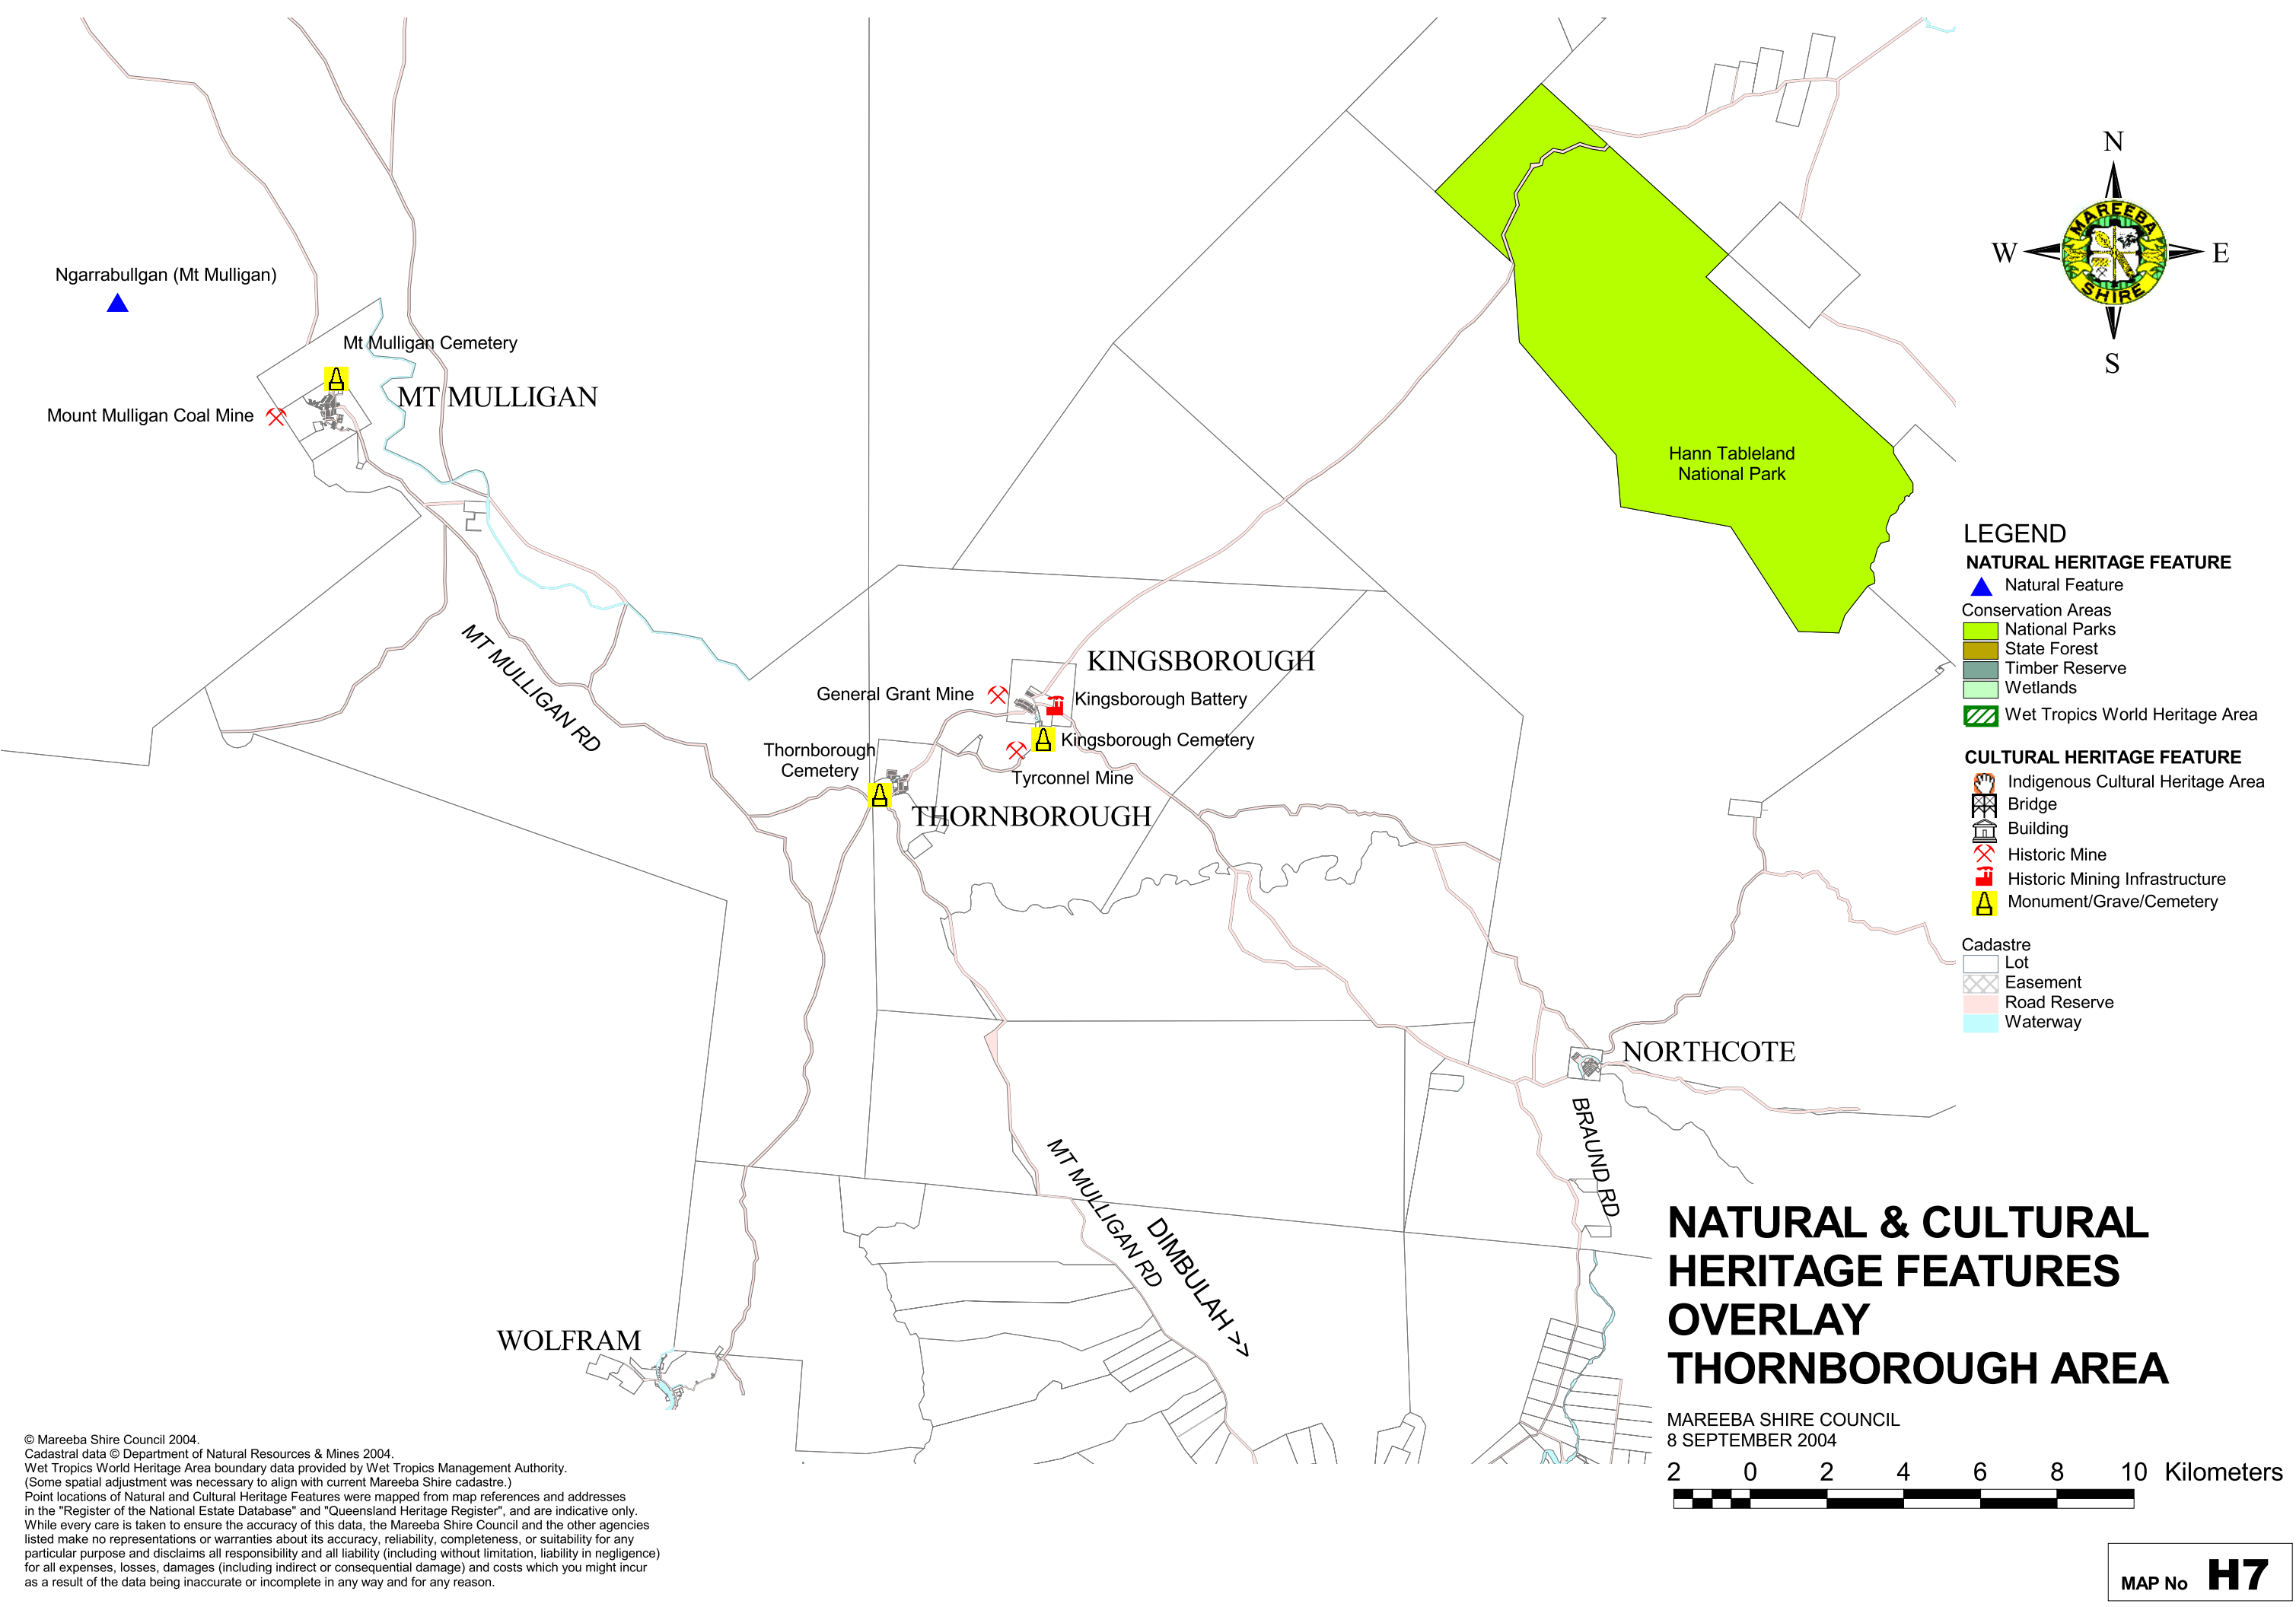 N
W
E
S
MAREEBA
SHIRE
Ngarrabullgan (Mt Mulligan)
Mt Mulligan Cemetery
MT MULLIGAN
Mount Mulligan Coal Mine
Hann Tableland
National Park
MT MULLIGAN RD
KINGSBOROUGH
General Grant Mine
Kingsborough Battery
Kingsborough Cemetery
Thornborough
Cemetery
Tyrconnel Mine
THORNBOROUGH
NORTHCOTE
BRAUND RD
MT MULLIGAN RD
DIMBULAH >>
WOLFRAM
LEGEND
NATURAL HERITAGE FEATURE
Natural Feature
Conservation Areas
National Parks
State Forest
Timber Reserve
Wetlands
Wet Tropics World Heritage Area
CULTURAL HERITAGE FEATURE
Indigenous Cultural Heritage Area
Bridge
Building
Historic Mine
Historic Mining Infrastructure
Monument/Grave/Cemetery
Cadastre
Lot
Easement
Road Reserve
Waterway
NATURAL & CULTURAL
HERITAGE FEATURES
OVERLAY
THORNBOROUGH AREA
MAREEBA SHIRE COUNCIL
8 SEPTEMBER 2004
2 0 2 4 6 8 10 Kilometers
MAP No H7
© Mareeba Shire Council 2004.
Cadastral data © Department of Natural Resources & Mines 2004.
Wet Tropics World Heritage Area boundary data provided by Wet Tropics Management Authority.
(Some spatial adjustment was necessary to align with current Mareeba Shire cadastre.)
Point locations of Natural and Cultural Heritage Features were mapped from map references and addresses
in the "Register of the National Estate Database" and "Queensland Heritage Register", and are indicative only.
While every care is taken to ensure the accuracy of this data, the Mareeba Shire Council and the other agencies
listed make no representations or warranties about its accuracy, reliability, completeness, or suitability for any
particular purpose and disclaims all responsibility and all liability (including without limitation, liability in negligence)
for all expenses, losses, damages (including indirect or consequential damage) and costs which you might incur
as a result of the data being inaccurate or incomplete in any way and for any reason.